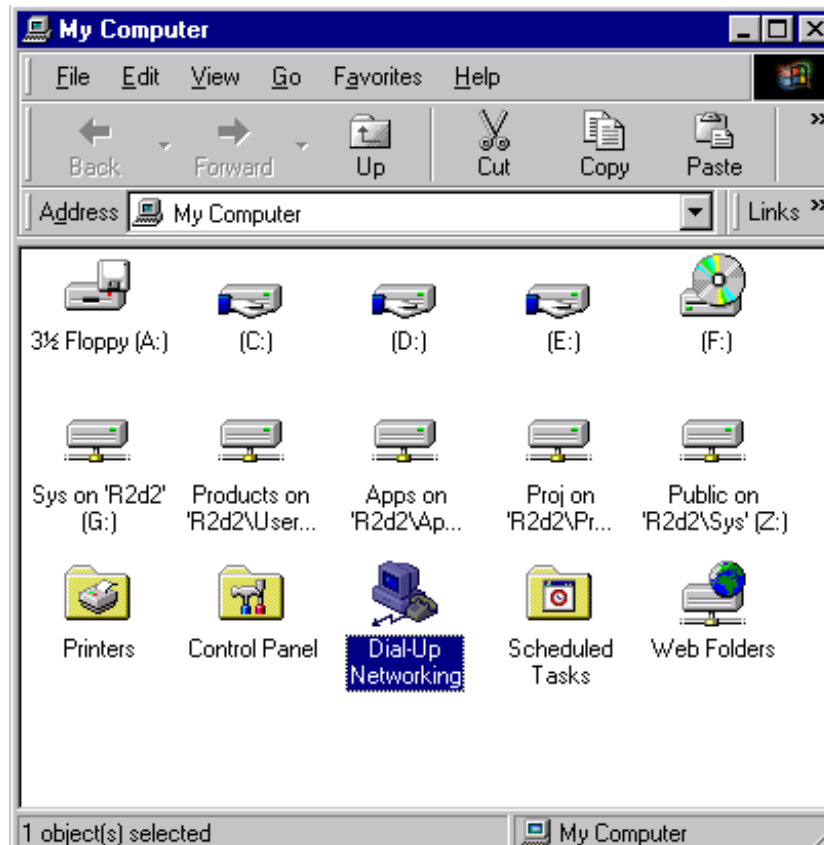 My Computer
File Edit View Go Favorites Help
Back Forward Up Cut Copy Paste »
Address My Computer Links »
3½ Floppy (A:) (C:) (D:) (E:) (F:)
Sys on 'R2d2' Products on Apps on Proj on Public on
(G:) 'R2d2\User... 'R2d2\Ap... 'R2d2\Pr... 'R2d2\Sys' (Z:)
Printers Control Panel Dial-Up Scheduled Web Folders
Networking Tasks
1 object(s) selected My Computer